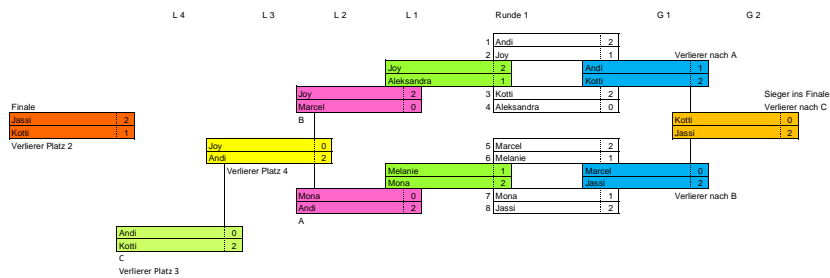 L 4 L 3 L 2 L 1 Runde 1 G 1 G 2
1 Andi 2
2 Joy 1 Verlierer nach A
Joy 2 Andi 1
Aleksandra 1 Kotti 2
Joy 2 3 Kotti 2 Sieger ins Finale
Finale Marcel 0 4 Aleksandra 0 Verlierer nach C
Jassi 2 B Kotti 0
Kotti 1 Jassi 2
Verlierer Platz 2 Joy 0 5 Marcel 2
Andi 2 6 Melanie 1
Verlierer Platz 4 Melanie 1 Marcel 0
Mona 2 Jassi 2
Mona 0 7 Mona 1 Verlierer nach B
Andi 2 8 Jassi 2
A
Andi 0
Kotti 2
C
Verlierer Platz 3